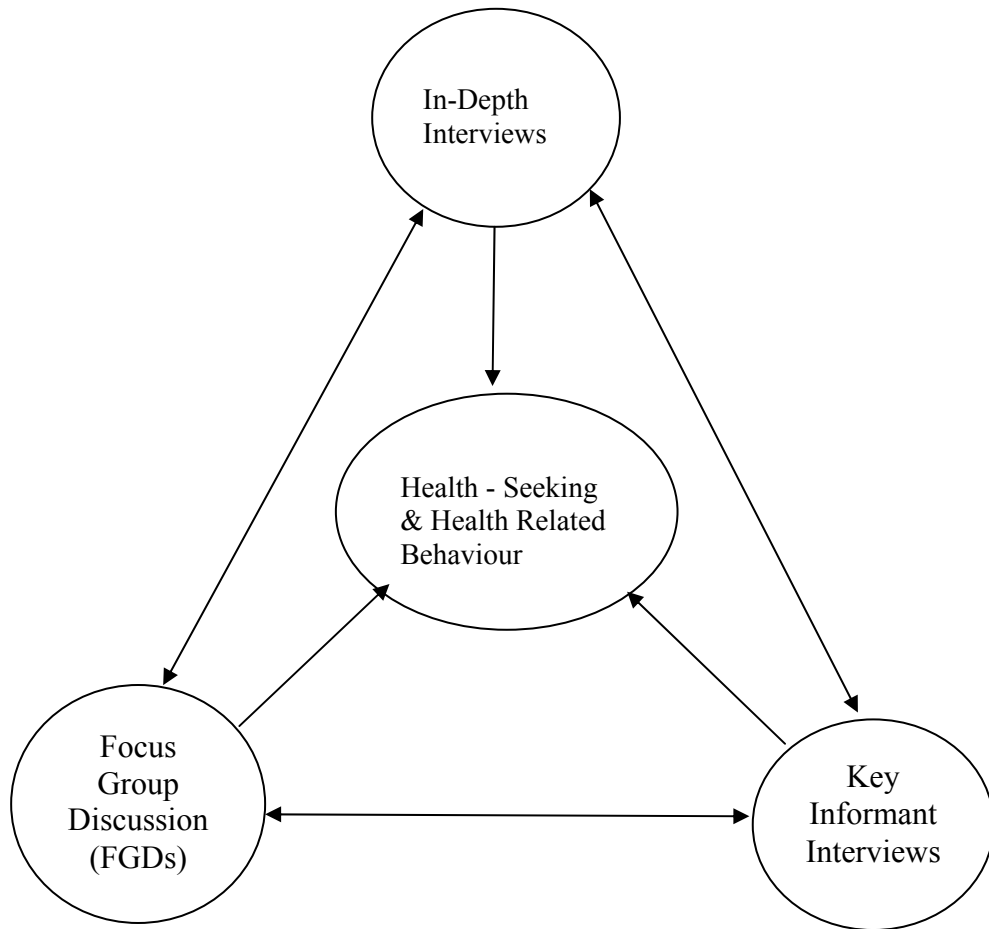 In-Depth
Interviews
Health - Seeking
& Health Related
Behaviour
Focus
Group
Discussion
(FGDs)
Key
Informant
Interviews